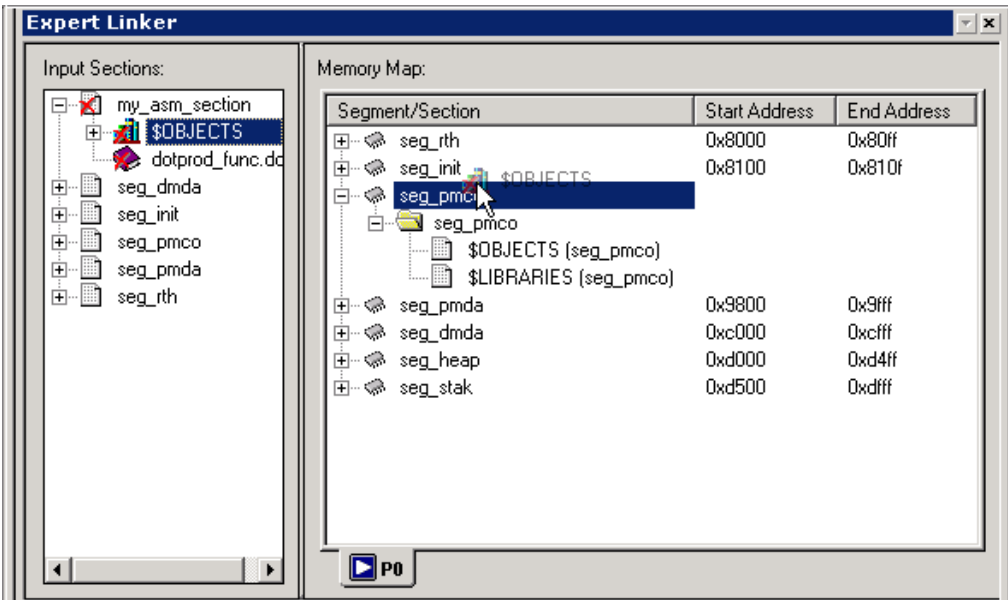 Expert Linker
Input Sections:
my_asm_section
$OBJECTS
dotprod_func.dc
seg_dmda
seg_init
seg_pmco
seg_pmda
seg_rth
Memory Map:
Segment/Section Start Address End Address
seg_rth 0x8000 0x80ff
seg_init 0x8100 0x810f
$OBJECTS
seg_pmco
seg_pmco
$OBJECTS (seg_pmco)
$LIBRARIES (seg_pmco)
seg_pmda 0x9800 0x9fff
seg_dmda 0xc000 0xcfff
seg_heap 0xd000 0xd4ff
seg_stak 0xd500 0xdfff
P0